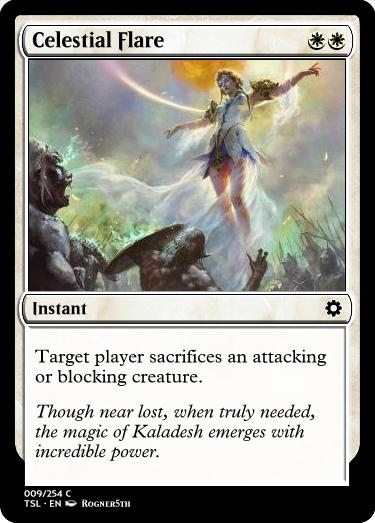 Celestial Flare
Instant
Target player sacrifices an attacking
or blocking creature.
Though near lost, when truly needed,
the magic of Kaladesh emerges with
incredible power.
009/254 C
TSL · EN Rogner5th